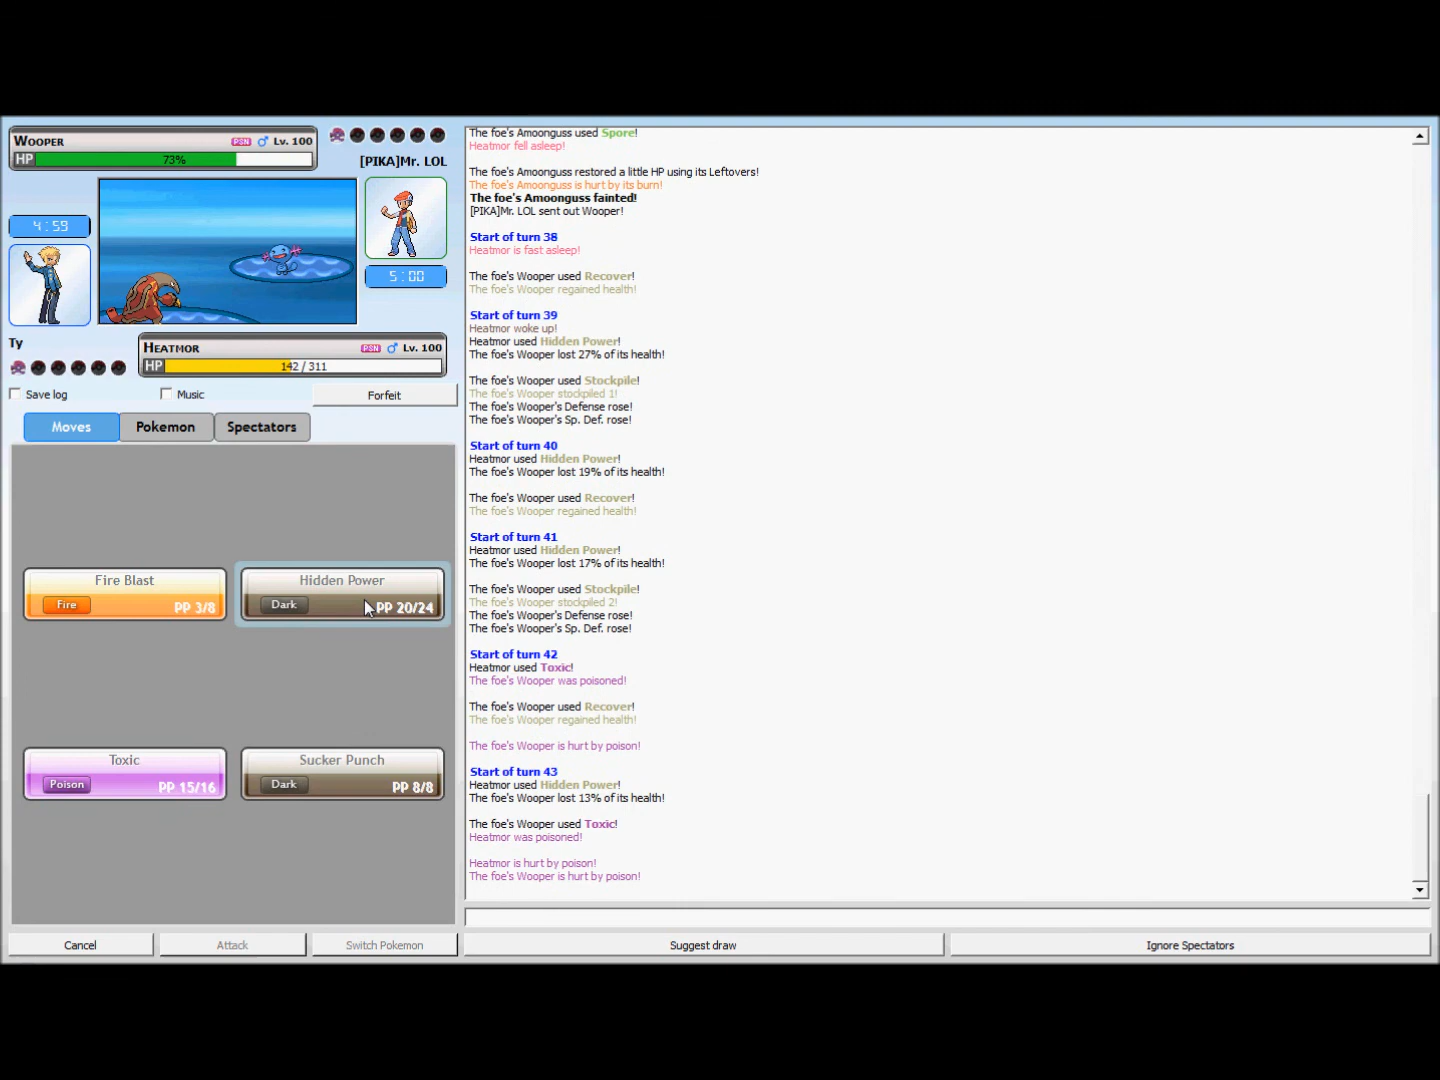 WOOPER PSN ♂ Lv. 100
HP 73%
[PIKA]Mr. LOL
4:59
5:00
Ty
HEATMOR PSN ♂ Lv. 100
HP 142 / 311
Save log
Music
Forfeit
Moves
Pokemon
Spectators
Fire Blast
Fire PP 3/8
Hidden Power
Dark PP 20/24
Toxic
Poison PP 15/16
Sucker Punch
Dark PP 8/8
Cancel
Attack
Switch Pokemon
The foe's Amoonguss used Spore!
Heatmor fell asleep!
The foe's Amoonguss restored a little HP using its Leftovers!
The foe's Amoonguss is hurt by its burn!
The foe's Amoonguss fainted!
[PIKA]Mr. LOL sent out Wooper!
Start of turn 38
Heatmor is fast asleep!
The foe's Wooper used Recover!
The foe's Wooper regained health!
Start of turn 39
Heatmor woke up!
Heatmor used Hidden Power!
The foe's Wooper lost 27% of its health!
The foe's Wooper used Stockpile!
The foe's Wooper stockpiled 1!
The foe's Wooper's Defense rose!
The foe's Wooper's Sp. Def. rose!
Start of turn 40
Heatmor used Hidden Power!
The foe's Wooper lost 19% of its health!
The foe's Wooper used Recover!
The foe's Wooper regained health!
Start of turn 41
Heatmor used Hidden Power!
The foe's Wooper lost 17% of its health!
The foe's Wooper used Stockpile!
The foe's Wooper stockpiled 2!
The foe's Wooper's Defense rose!
The foe's Wooper's Sp. Def. rose!
Start of turn 42
Heatmor used Toxic!
The foe's Wooper was poisoned!
The foe's Wooper used Recover!
The foe's Wooper regained health!
The foe's Wooper is hurt by poison!
Start of turn 43
Heatmor used Hidden Power!
The foe's Wooper lost 13% of its health!
The foe's Wooper used Toxic!
Heatmor was poisoned!
Heatmor is hurt by poison!
The foe's Wooper is hurt by poison!
Suggest draw
Ignore Spectators